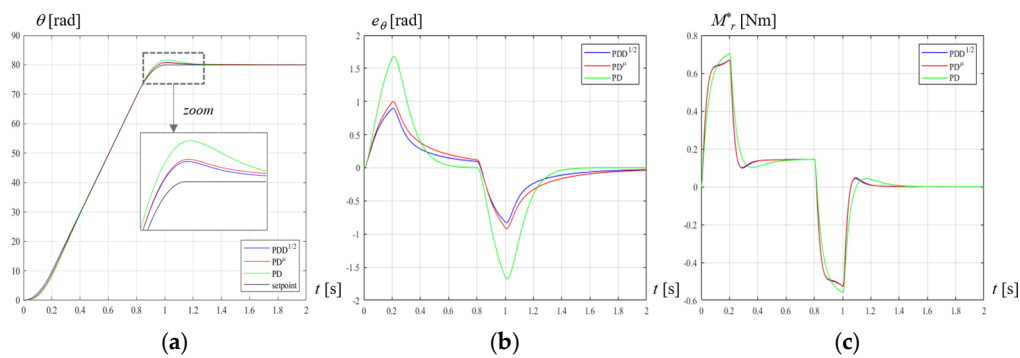 θ [rad]
90
80
70
60
50
40
30
20
10
0
zoom
PDD1/2
PDμ
PD
setpoint
0 0.2 0.4 0.6 0.8 1.0 1.2 1.4 1.6 1.8 2.0
t [s]
(a)
eθ [rad]
2
1.5
1
0.5
0
-0.5
-1
-1.5
-2
PDD1/2
PDμ
PD
0 0.2 0.4 0.6 0.8 1.0 1.2 1.4 1.6 1.8 2.0
t [s]
(b)
M*r [Nm]
0.8
0.6
0.4
0.2
0
-0.2
-0.4
-0.6
PDD1/2
PDμ
PD
0 0.2 0.4 0.6 0.8 1.0 1.2 1.4 1.6 1.8 2
t [s]
(c)